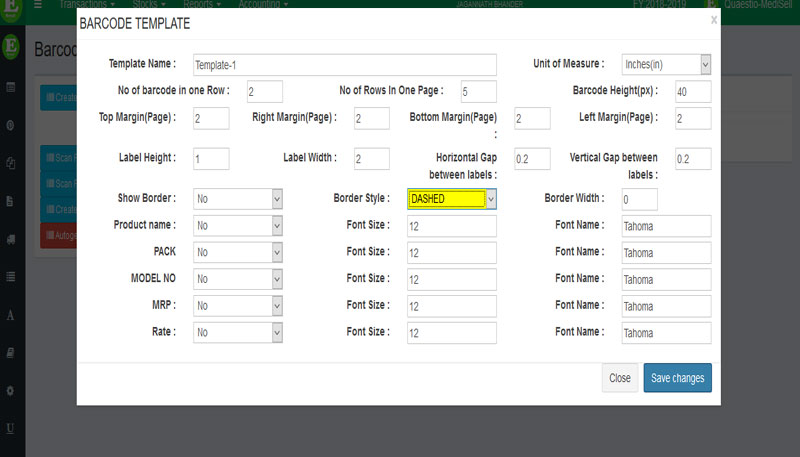 E Transactions Stocks Reports Accounting JAGANNATH BHANDER FY:2018-2019 E Quaestio-MediSell
BARCODE TEMPLATE x
E
Barcod
Template Name : Template-1 Unit of Measure : Inches(in)
No of barcode in one Row : 2 No of Rows In One Page : 5 Barcode Height(px) : 40
Create
Top Margin(Page) : 2 Right Margin(Page) : 2 Bottom Margin(Page) : 2 Left Margin(Page) : 2
Label Height : 1 Label Width : 2 Horizontal Gap between labels : 0.2 Vertical Gap between labels : 0.2
Scan
Scan
Show Border : No Border Style : DASHED Border Width : 0
Create
Product name : No Font Size : 12 Font Name : Tahoma
Autoge
PACK No Font Size : 12 Font Name : Tahoma
MODEL NO No Font Size : 12 Font Name : Tahoma
MRP : No Font Size : 12 Font Name : Tahoma
A
Rate : No Font Size : 12 Font Name : Tahoma
Close Save changes
U